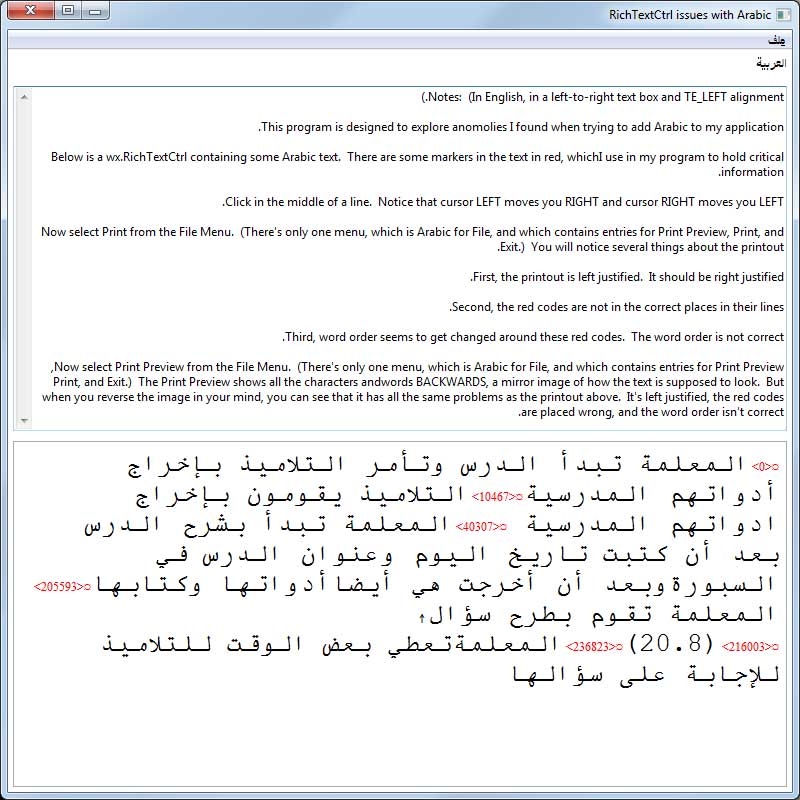 RichTextCtrl issues with Arabic
ملف
العربية
(.Notes: (In English, in a left-to-right text box and TE_LEFT alignment
.This program is designed to explore anomolies I found when trying to add Arabic to my application
Below is a wx.RichTextCtrl containing some Arabic text. There are some markers in the text in red, whichI use in my program to hold critical
.information
.Click in the middle of a line. Notice that cursor LEFT moves you RIGHT and cursor RIGHT moves you LEFT
Now select Print from the File Menu. (There's only one menu, which is Arabic for File, and which contains entries for Print Preview, Print, and
.Exit.) You will notice several things about the printout
.First, the printout is left justified. It should be right justified
.Second, the red codes are not in the correct places in their lines
.Third, word order seems to get changed around these red codes. The word order is not correct
,Now select Print Preview from the File Menu. (There's only one menu, which is Arabic for File, and which contains entries for Print Preview
Print, and Exit.) The Print Preview shows all the characters andwords BACKWARDS, a mirror image of how the text is supposed to look. But
when you reverse the image in your mind, you can see that it has all the same problems as the printout above. It's left justified, the red codes
.are placed wrong, and the word order isn't correct
¤<0> المعلمة تبدأ الدرس وتأمر التلاميذ بإخراج
أدواتهم المدرسية ¤<10467> التلاميذ يقومون بإخراج
ادواتهم المدرسية ¤<40307> المعلمة تبدأ بشرح الدرس
بعد أن كتبت تاريخ اليوم وعنوان الدرس في
السبورة وبعد أن أخرجت هي أيضا أدواتها وكتابها ¤<205593>
المعلمة تقوم بطرح سؤال↑
¤<216003> (20.8) ¤<236823> المعلمة تعطي بعض الوقت للتلاميذ
للإجابة على سؤالها